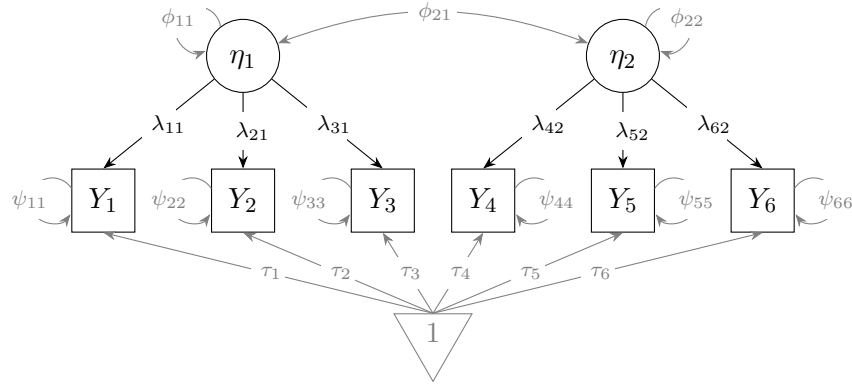 ϕ₁₁ ϕ₂₁ ϕ₂₂
η₁ η₂
λ₁₁ λ₂₁ λ₃₁ λ₄₂ λ₅₂ λ₆₂
ψ₁₁ Y₁ ψ₂₂ Y₂ ψ₃₃ Y₃ Y₄ ψ₄₄ Y₅ ψ₅₅ Y₆ ψ₆₆
τ₁ τ₂ τ₃ τ₄ τ₅ τ₆
1